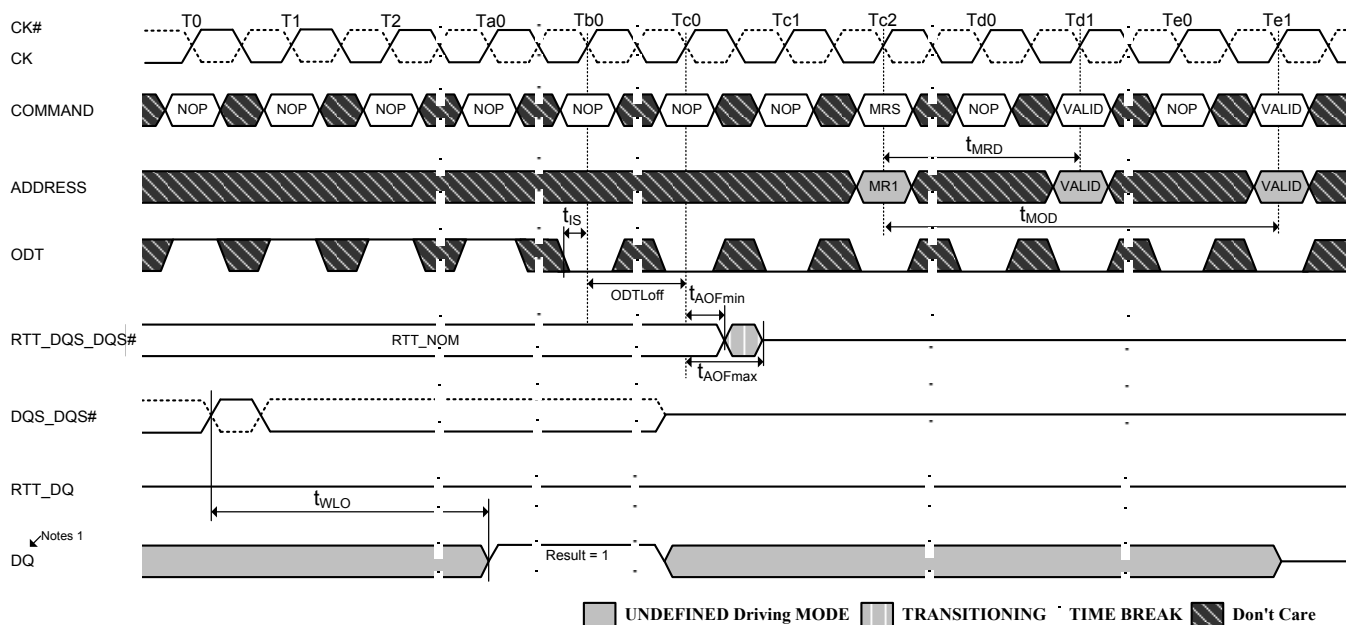 CK#
CK
T0 T1 T2 Ta0 Tb0 Tc0 Tc1 Tc2 Td0 Td1 Te0 Te1
COMMAND NOP NOP NOP NOP NOP NOP NOP MRS NOP VALID NOP VALID
tMRD
ADDRESS MR1 VALID VALID
tIS tMOD
ODT
ODTLoff tAOFmin
RTT_DQS_DQS# RTT_NOM
tAOFmax
DQS_DQS#
RTT_DQ
tWLO
Notes 1
DQ Result = 1
UNDEFINED Driving MODE TRANSITIONING TIME BREAK Don't Care